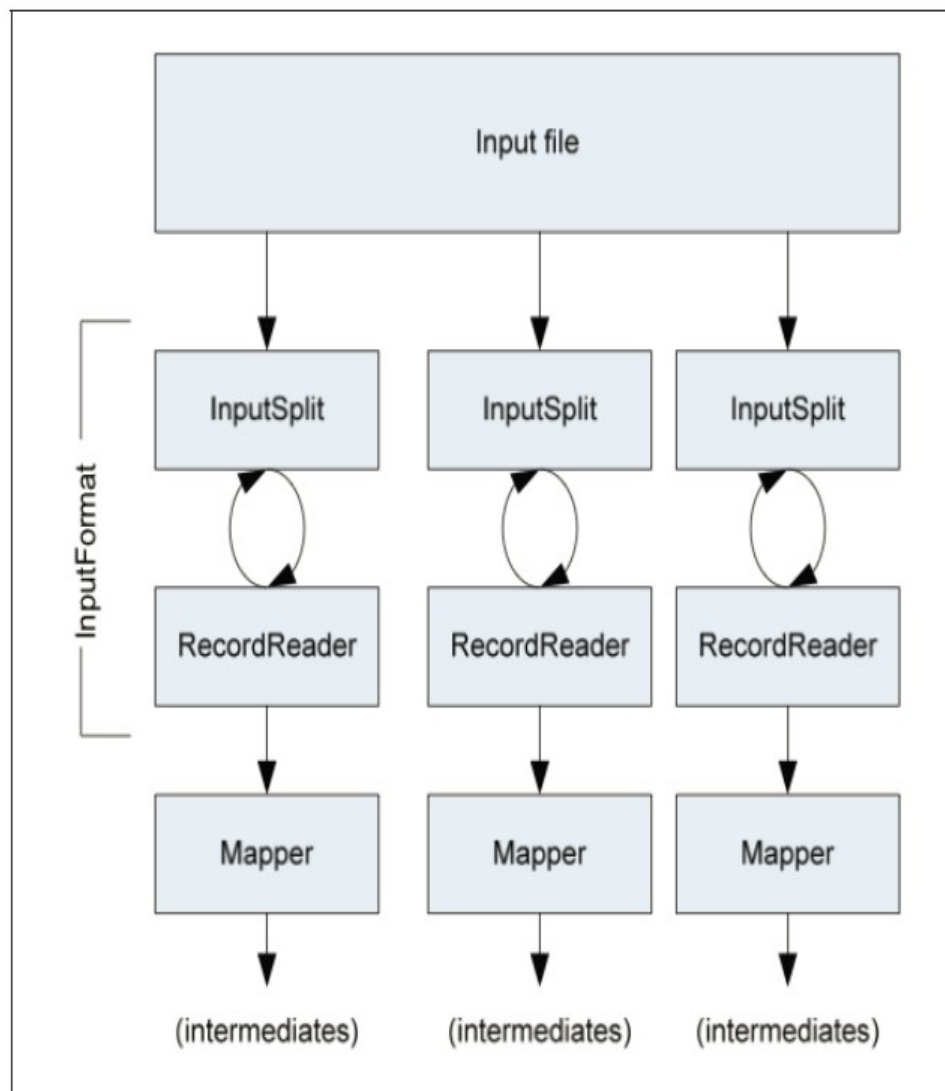 Input file
InputSplit
InputSplit
InputSplit
InputFormat
RecordReader
RecordReader
RecordReader
Mapper
Mapper
Mapper
(intermediates)
(intermediates)
(intermediates)